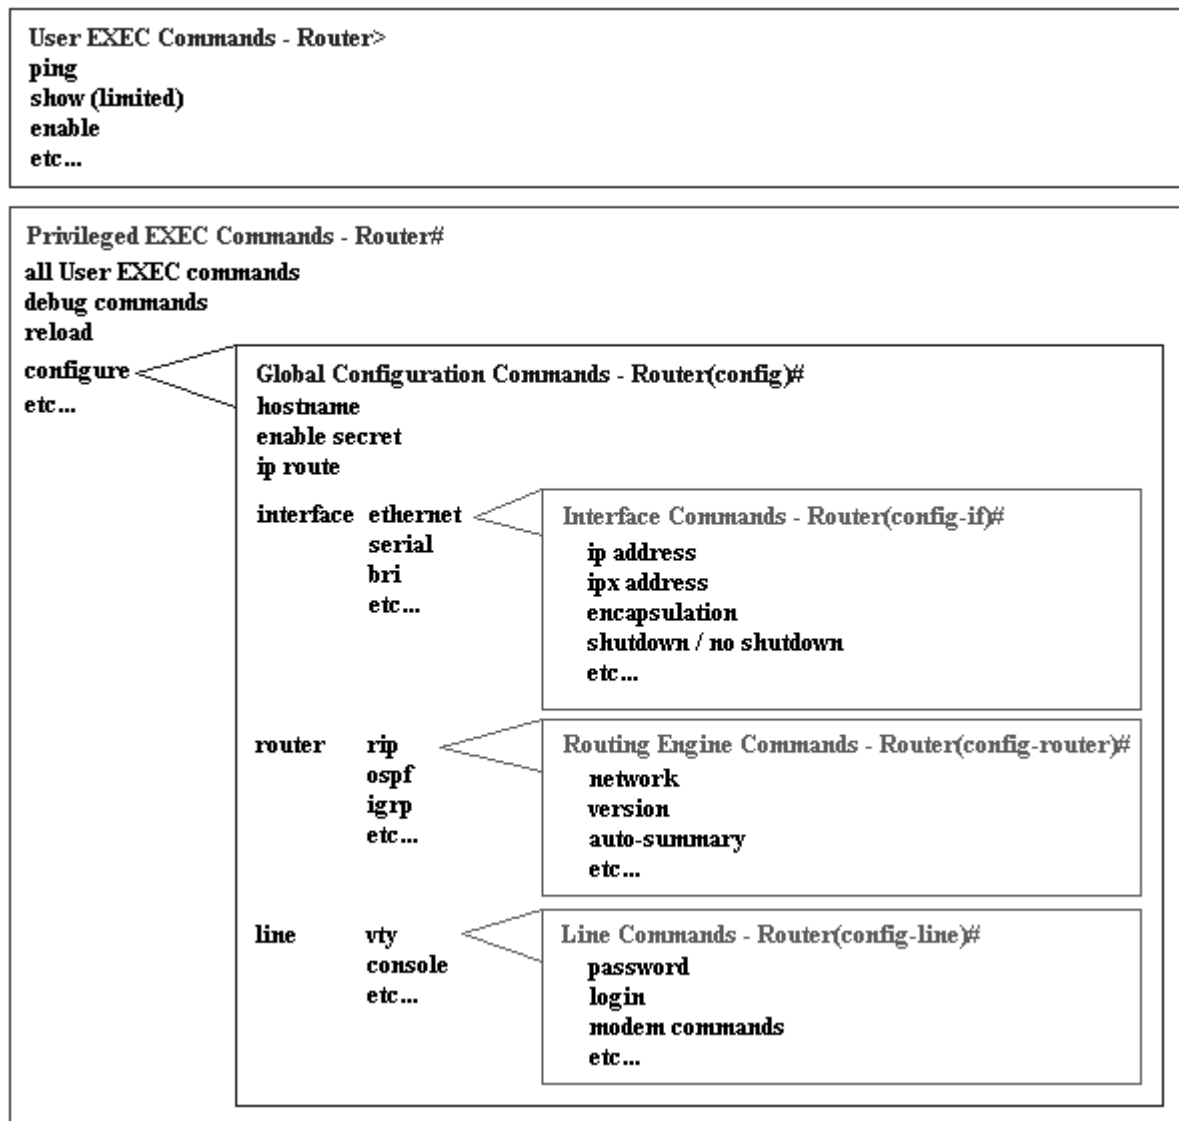 User EXEC Commands - Router>
ping
show (limited)
enable
etc...
Privileged EXEC Commands - Router#
all User EXEC commands
debug commands
reload
configure
etc...
Global Configuration Commands - Router(config)#
hostname
enable secret
ip route
interface ethernet
serial
bri
etc...
Interface Commands - Router(config-if)#
ip address
ipx address
encapsulation
shutdown / no shutdown
etc...
router rip
ospf
igrp
etc...
Routing Engine Commands - Router(config-router)#
network
version
auto-summary
etc...
line vty
console
etc...
Line Commands - Router(config-line)#
password
login
modem commands
etc...